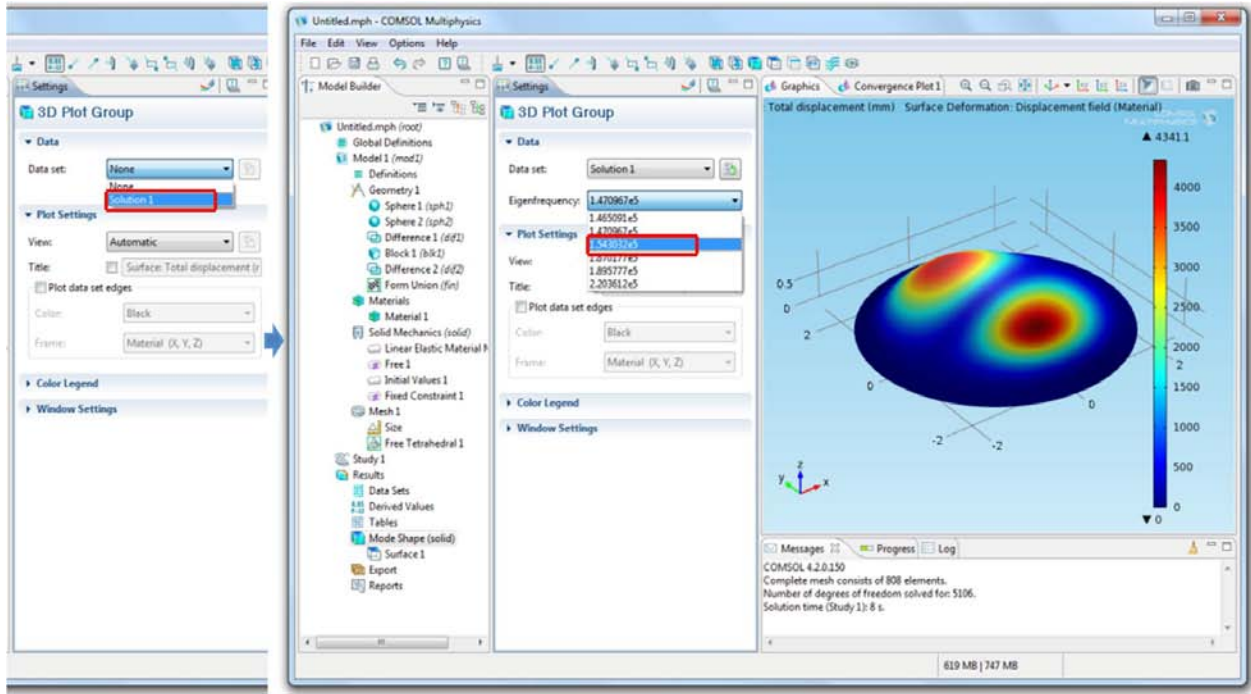 Settings
3D Plot Group
Data
Data set:
None
None
Solution 1
Plot Settings
View:
Automatic
Title:
Surface: Total displacement (r
Plot data set edges
Color:
Black
Frame:
Material (X, Y, Z)
Color Legend
Window Settings
Untitled.mph - COMSOL Multiphysics
File Edit View Options Help
Model Builder
Untitled.mph (root)
Global Definitions
Model 1 (mod1)
Definitions
Geometry 1
Sphere 1 (sph1)
Sphere 2 (sph2)
Difference 1 (dif1)
Block 1 (blk1)
Difference 2 (dif2)
Form Union (fin)
Materials
Material 1
Solid Mechanics (solid)
Linear Elastic Material M
Free 1
Initial Values 1
Fixed Constraint 1
Mesh 1
Size
Free Tetrahedral 1
Study 1
Results
Data Sets
Derived Values
Tables
Mode Shape (solid)
Surface 1
Export
Reports
Settings
3D Plot Group
Data
Data set:
Solution 1
Eigenfrequency:
1.470967e5
1.465091e5
1.470967e5
1.543032e5
1.870177e5
1.895777e5
2.203612e5
Plot Settings
View:
Title:
Plot data set edges
Color:
Black
Frame:
Material (X, Y, Z)
Color Legend
Window Settings
Graphics
Convergence Plot 1
Total displacement (mm) Surface Deformation: Displacement field (Material)
▲ 4341.1
4000
3500
3000
2500
2000
1500
1000
500
0
▼ 0
0.5
0
2
0
-2
-2
0
2
z
y
x
Messages
Progress
Log
COMSOL 4.2.0.150
Complete mesh consists of 808 elements.
Number of degrees of freedom solved for: 5106.
Solution time (Study 1): 8 s.
619 MB | 747 MB